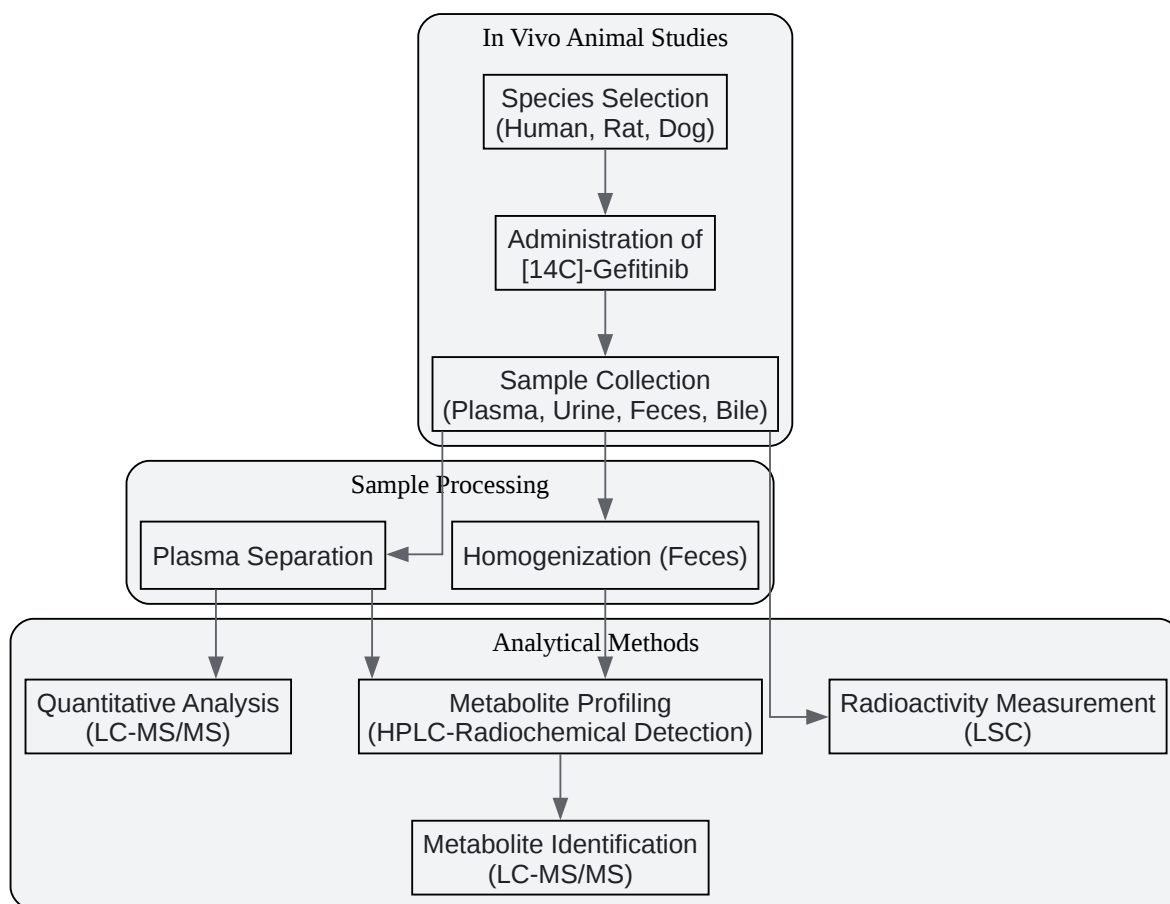 In Vivo Animal Studies
Species Selection
(Human, Rat, Dog)
Administration of
[14C]-Gefitinib
Sample Collection
(Plasma, Urine, Feces, Bile)
Sample Processing
Plasma Separation
Homogenization (Feces)
Analytical Methods
Quantitative Analysis
(LC-MS/MS)
Metabolite Profiling
(HPLC-Radiochemical Detection)
Radioactivity Measurement
(LSC)
Metabolite Identification
(LC-MS/MS)